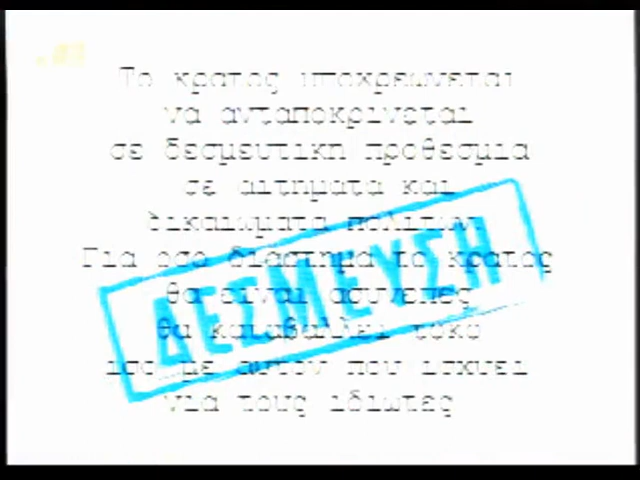 Το κρατος υποχρεωνεται
να ανταποκρινεται
σε δεσμευτικη προθεσμια
σε αιτηματα και
δικαιωματα πολιτων
Για οσο διαστημα το κρατος
θα ειναι ασυνεπες
θα καταβαλλει τοκο
ισο με αυτον που ισχυει
για τους ιδιωτες
ΔΕΣΜΕΥΣΗ